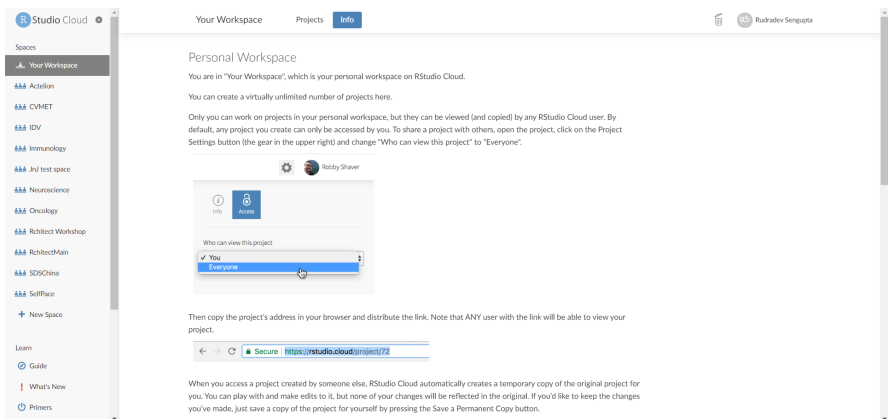 R Studio Cloud
Your Workspace
Projects
Info
RS Rudradev Sengupta
Spaces
Your Workspace
Actelion
CVMET
IDV
Immunology
JnJ test space
Neuroscience
Oncology
Rchitect Workshop
RchitectMain
SDSChina
SelfPace
New Space
Learn
Guide
What's New
Primers
Personal Workspace
You are in "Your Workspace", which is your personal workspace on RStudio Cloud.
You can create a virtually unlimited number of projects here.
Only you can work on projects in your personal workspace, but they can be viewed (and copied) by any RStudio Cloud user. By
default, any project you create can only be accessed by you. To share a project with others, open the project, click on the Project
Settings button (the gear in the upper right) and change "Who can view this project" to "Everyone".
Robby Shaver
Info
Access
Who can view this project
You
Everyone
Then copy the project's address in your browser and distribute the link. Note that ANY user with the link will be able to view your
project.
Secure https://rstudio.cloud/project/72
When you access a project created by someone else, RStudio Cloud automatically creates a temporary copy of the original project for
you. You can play with and make edits to it, but none of your changes will be reflected in the original. If you'd like to keep the changes
you've made, just save a copy of the project for yourself by pressing the Save a Permanent Copy button.